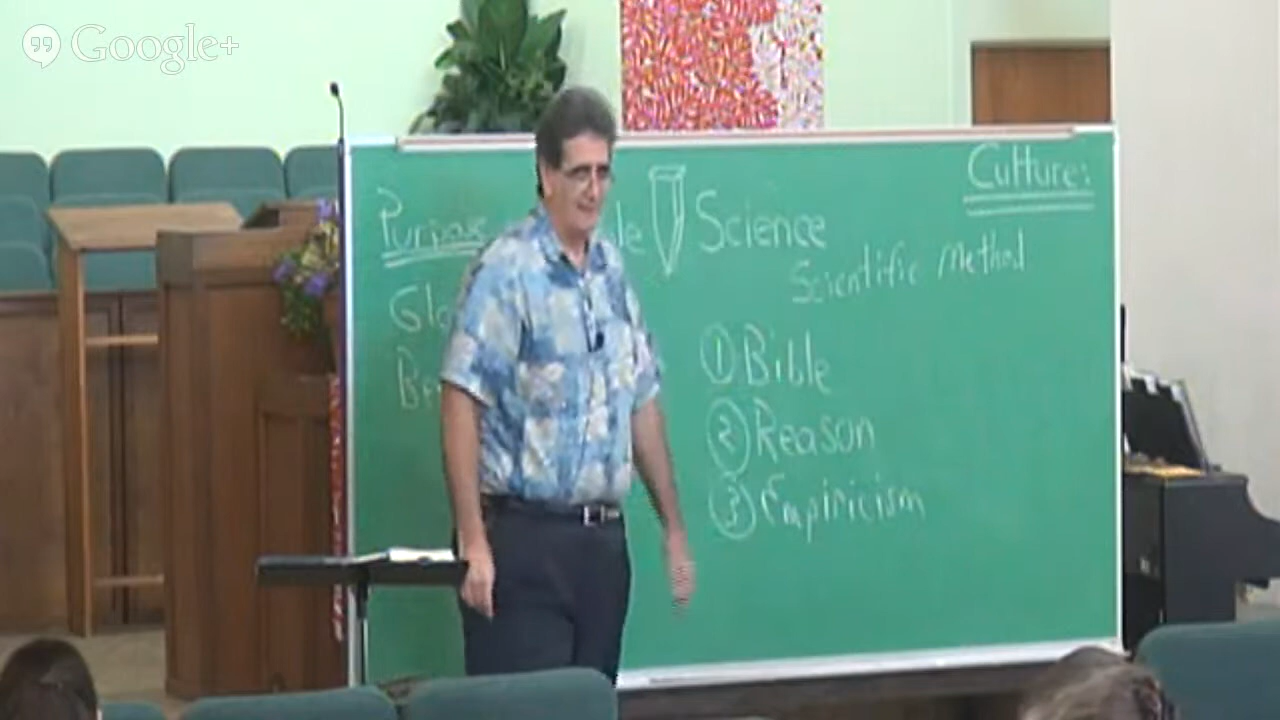 Google+
Culture:
Science
Scientific Method
① Bible
② Reason
③ Empiricism